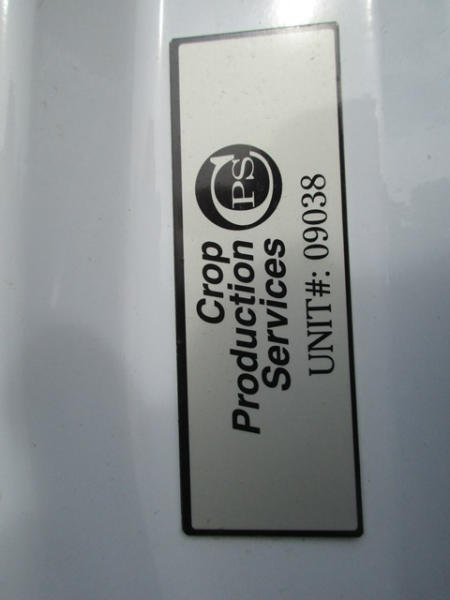 CPS
Crop
Production
Services
UNIT#: 09038